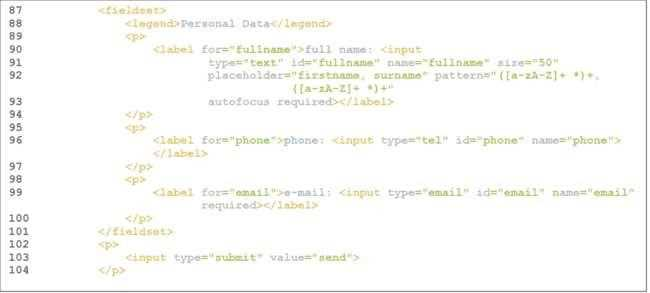 87 <fieldset>
88 <legend>Personal Data</legend>
89 <p>
90 <label for="fullname">full name: <input
91 type="text" id="fullname" name="fullname" size="50"
92 placeholder="firstname, surname" pattern="([a-zA-Z]+ *)+,
([a-zA-Z]+ *)+"
93 autofocus required></label>
94 </p>
95 <p>
96 <label for="phone">phone: <input type="tel" id="phone" name="phone">
</label>
97 </p>
98 <p>
99 <label for="email">e-mail: <input type="email" id="email" name="email"
required></label>
100 </p>
101 </fieldset>
102 <p>
103 <input type="submit" value="send">
104 </p>